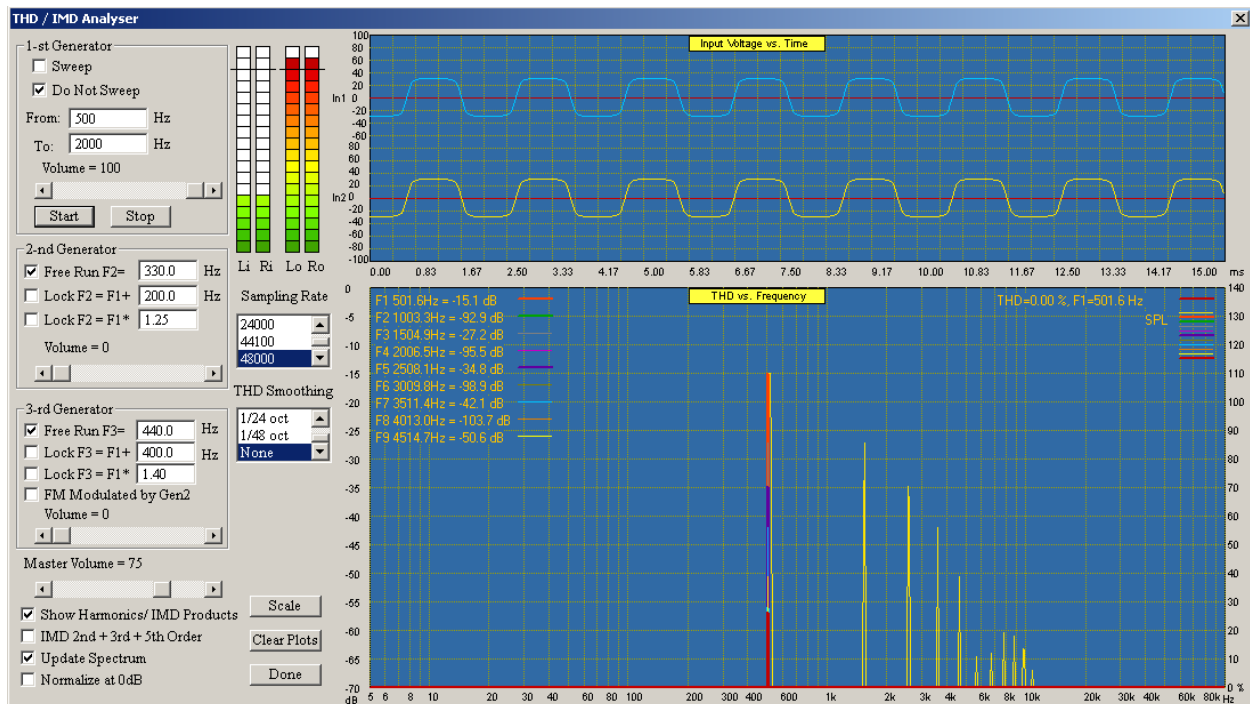 THD / IMD Analyser
1-st Generator
Sweep
Do Not Sweep
From: 500 Hz
To: 2000 Hz
Volume = 100
Start Stop
2-nd Generator
Free Run F2= 330.0 Hz
Lock F2 = F1+ 200.0 Hz
Lock F2 = F1* 1.25
Volume = 0
3-rd Generator
Free Run F3= 440.0 Hz
Lock F3 = F1+ 400.0 Hz
Lock F3 = F1* 1.40
FM Modulated by Gen2
Volume = 0
Master Volume = 75
Show Harmonics/ IMD Products
IMD 2nd + 3rd + 5th Order
Update Spectrum
Normalize at 0dB
Li Ri Lo Ro
Sampling Rate
24000
44100
48000
THD Smoothing
1/24 oct
1/48 oct
None
Scale
Clear Plots
Done
Input Voltage vs. Time
100
80
60
40
20
In1 0
-20
-40
-60
80
60
40
20
In2 0
-20
-40
-60
-80
-100
0.00 0.83 1.67 2.50 3.33 4.17 5.00 5.83 6.67 7.50 8.33 9.17 10.00 10.83 11.67 12.50 13.33 14.17 15.00 ms
THD vs. Frequency
F1 501.6Hz = -15.1 dB
F2 1003.3Hz = -92.9 dB
F3 1504.9Hz = -27.2 dB
F4 2006.5Hz = -95.5 dB
F5 2508.1Hz = -34.8 dB
F6 3009.8Hz = -98.9 dB
F7 3511.4Hz = -42.1 dB
F8 4013.0Hz = -103.7 dB
F9 4514.7Hz = -50.6 dB
THD=0.00 %, F1=501.6 Hz
SPL
0
-5
-10
-15
-20
-25
-30
-35
-40
-45
-50
-55
-60
-65
-70
dB
140
130
120
110
100
90
80
70
60
50
40
30
20
10
0 %
5 6 8 10 20 30 40 50 60 80 100 200 300 400 600 1k 2k 3k 4k 6k 8k 10k 20k 30k 40k 60k 80k Hz